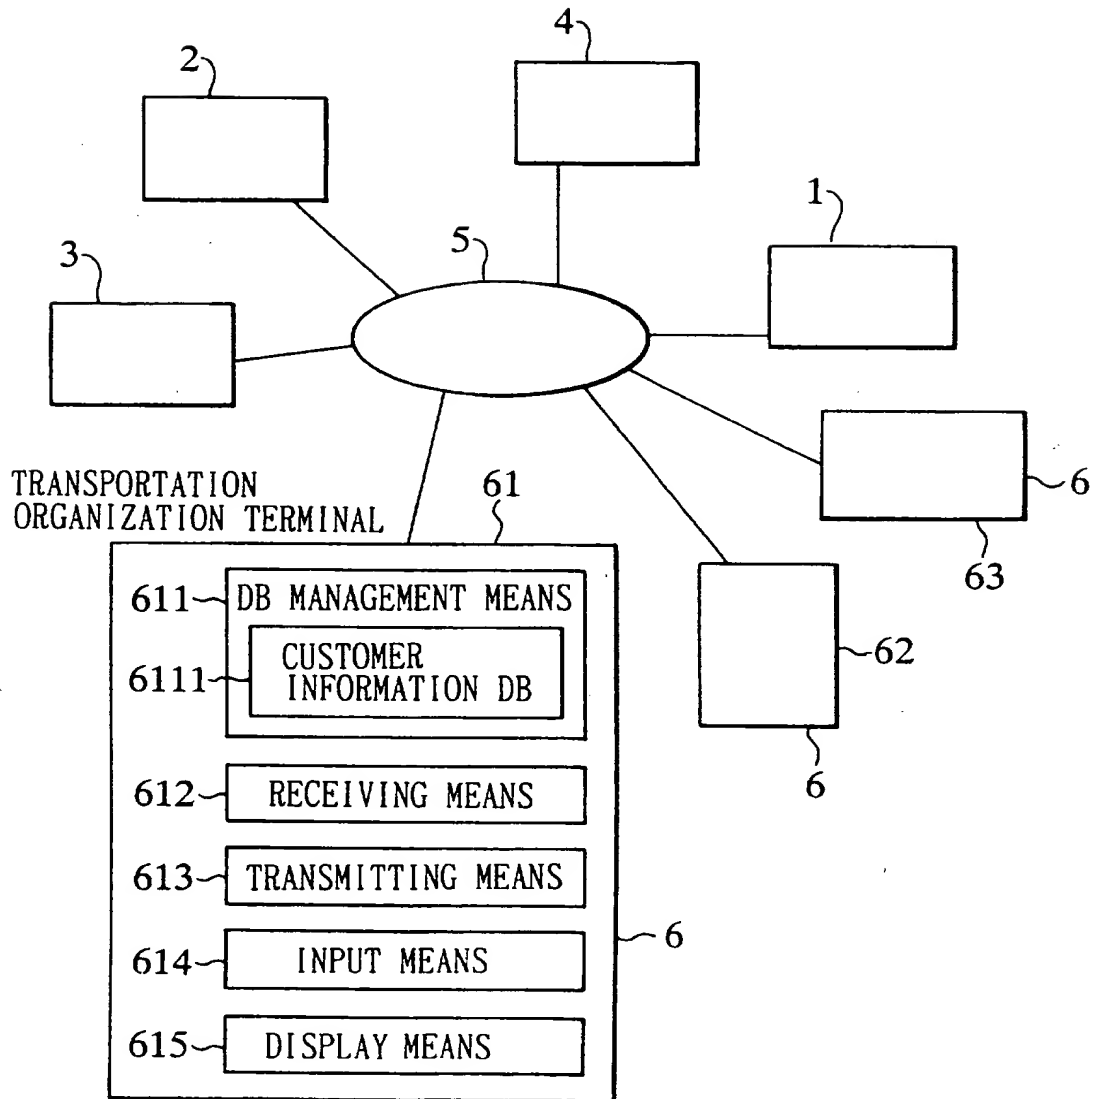 4
2
1
5
3
6
63
TRANSPORTATION
ORGANIZATION TERMINAL
61
611
DB MANAGEMENT MEANS
6111
CUSTOMER
INFORMATION DB
62
6
612
RECEIVING MEANS
613
TRANSMITTING MEANS
6
614
INPUT MEANS
615
DISPLAY MEANS